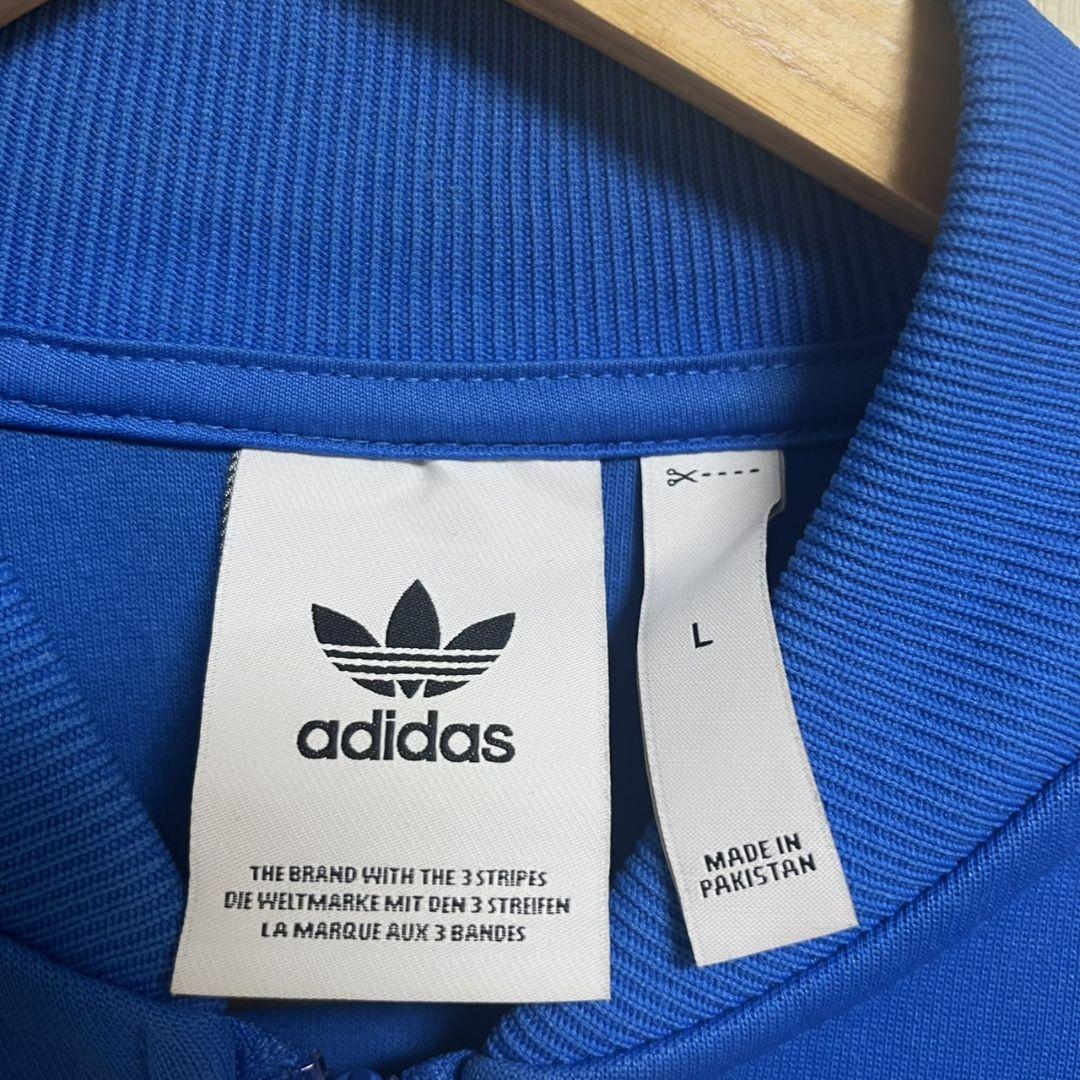 adidas
THE BRAND WITH THE 3 STRIPES
DIE WELTMARKE MIT DEN 3 STREIFEN
LA MARQUE AUX 3 BANDES
L
MADE IN
PAKISTAN